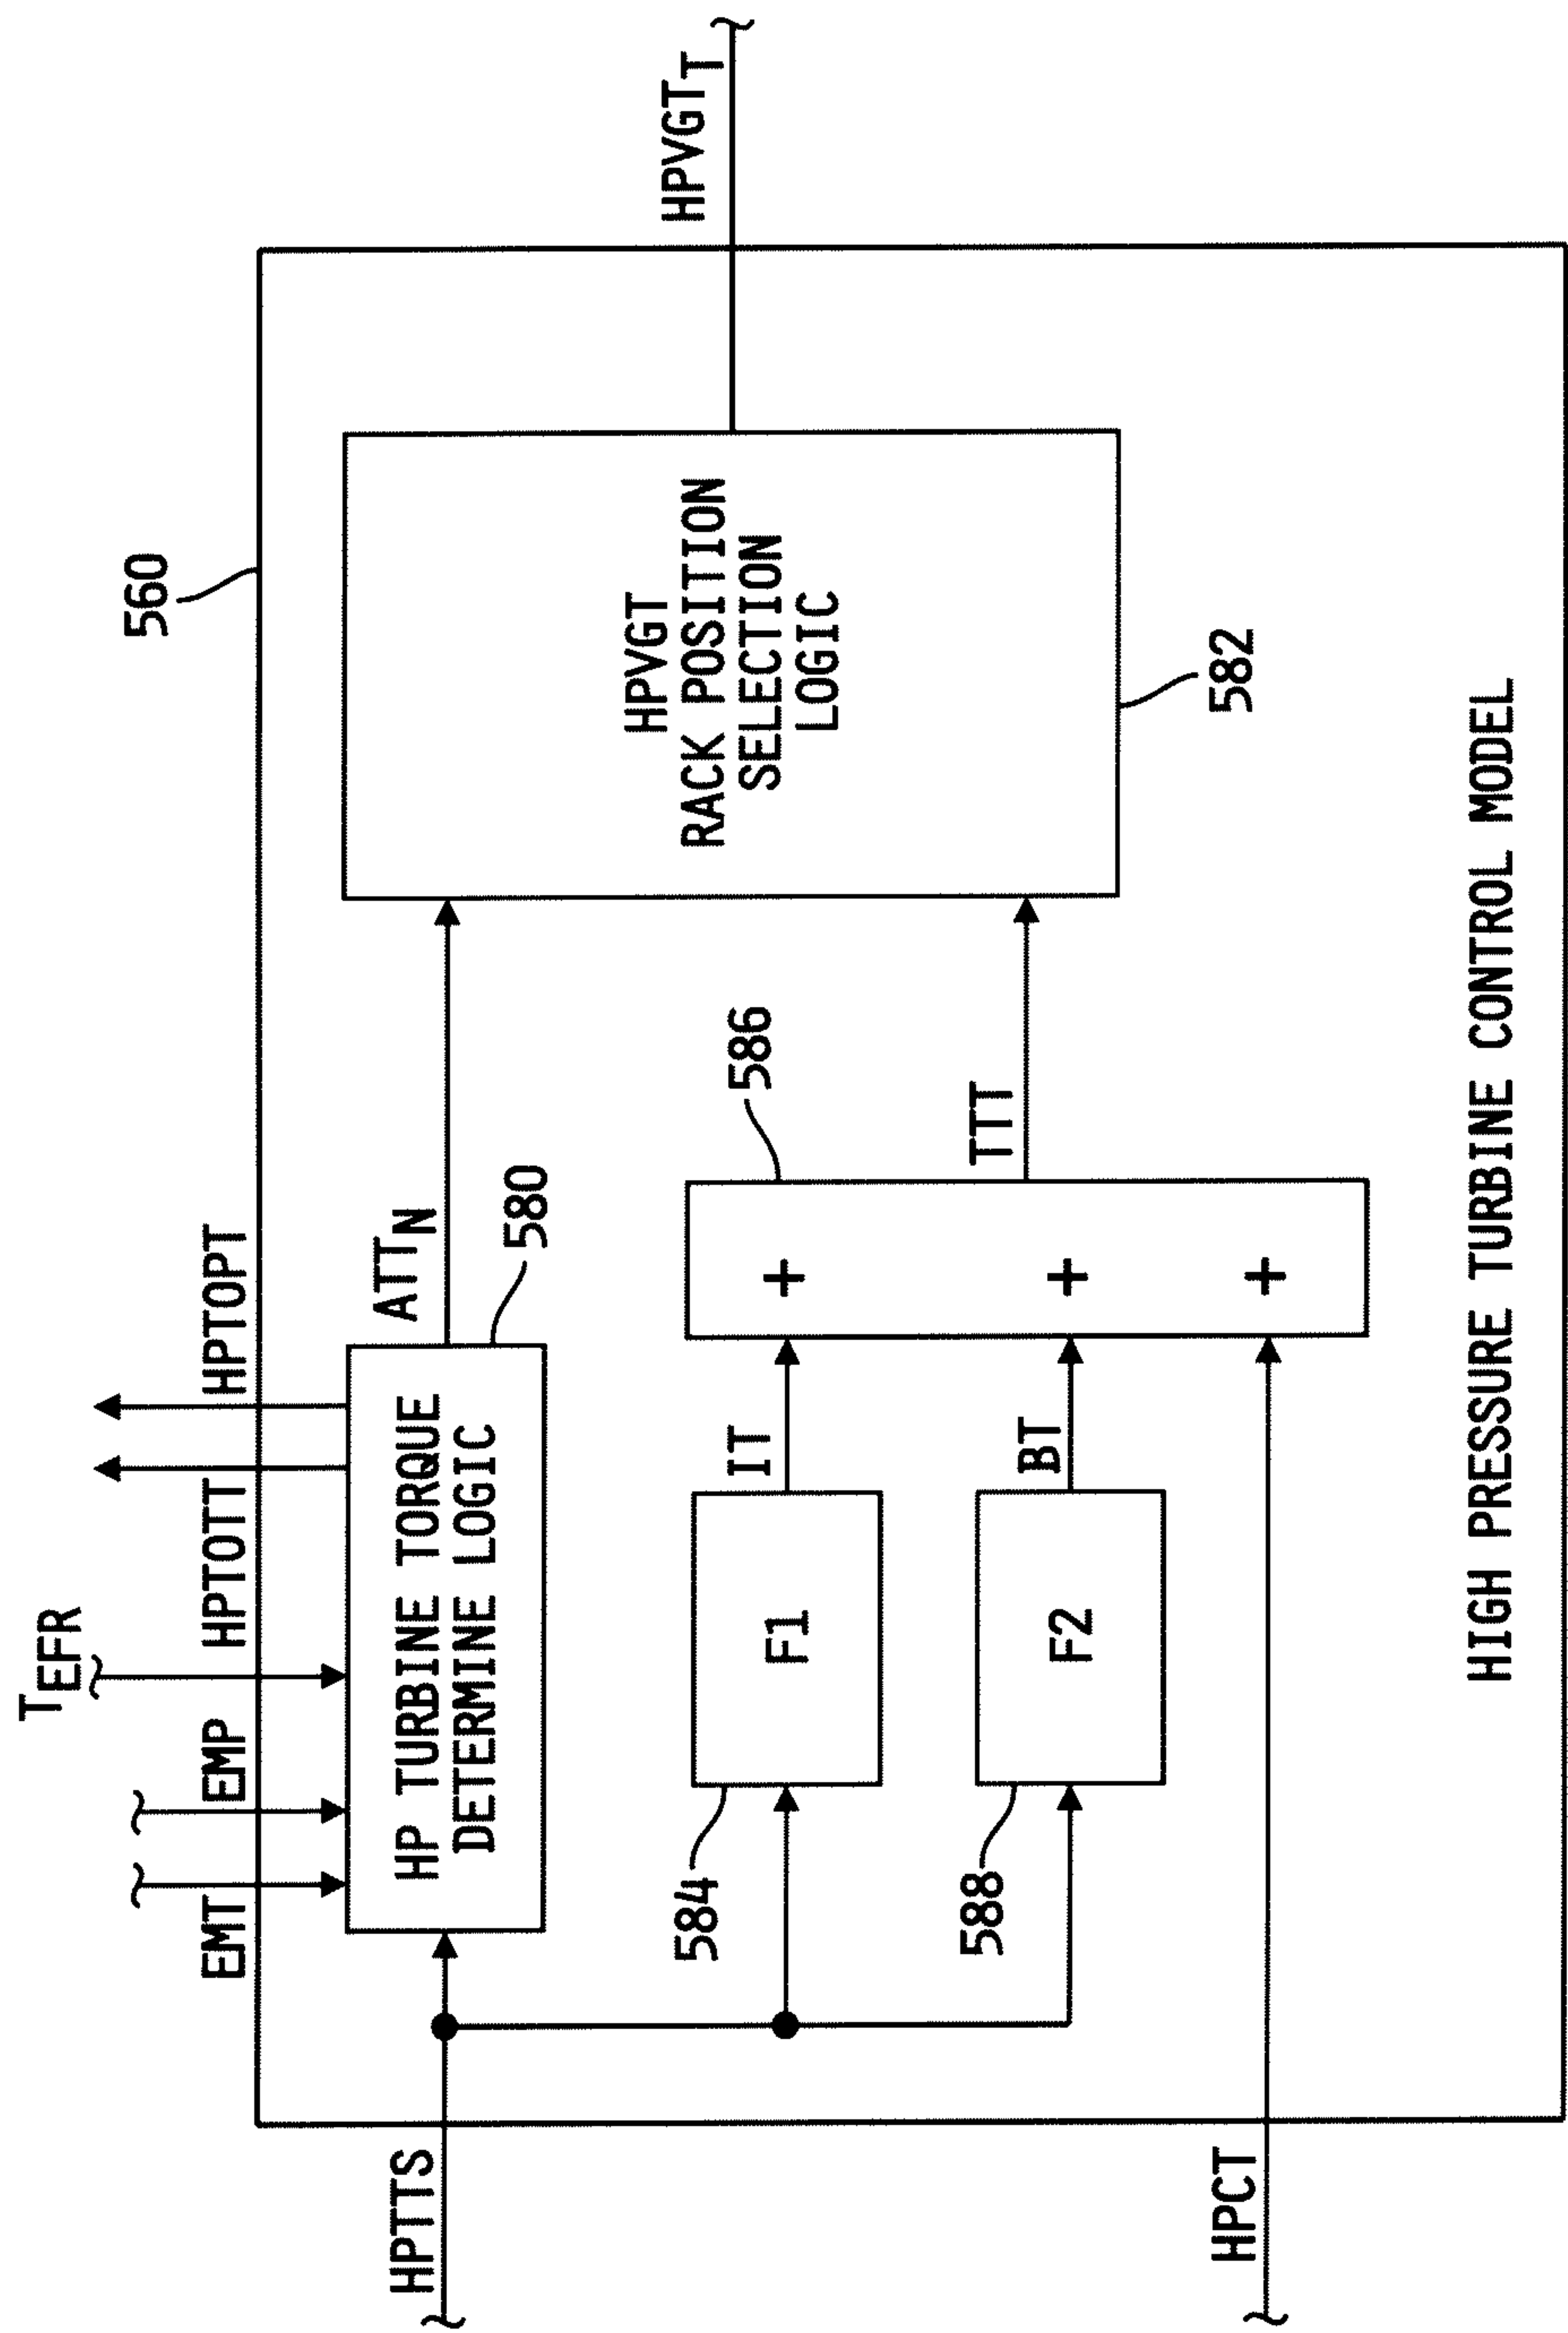 T_EFR
EMT
EMP
HPTOTT
HPTOPT
560
HPTTS
HP TURBINE TORQUE
DETERMINE LOGIC
580
ATT_N
HPVGT
RACK POSITION
SELECTION
LOGIC
582
HPVGT_T
584
F1
IT
+
586
588
F2
BT
+
TTT
HPCT
+
HIGH PRESSURE TURBINE CONTROL MODEL